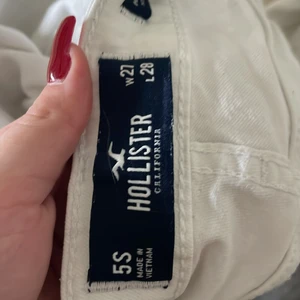 W27
L28
HOLLISTER
CALIFORNIA
5S
MADE IN
VIETNAM